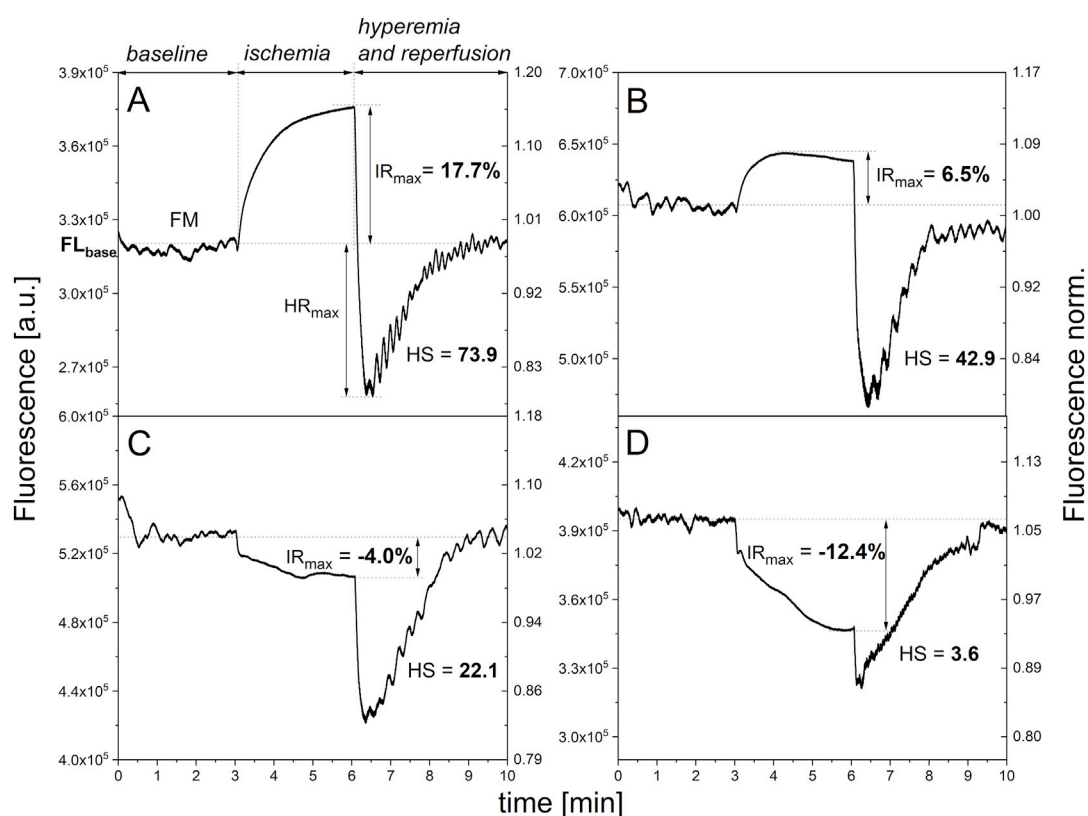 baseline
ischemia
hyperemia
and reperfusion
Fluorescence [a.u.]
3.9x10⁵
3.6x10⁵
3.3x10⁵
FL_base
3.0x10⁵
2.7x10⁵
A
FM
IR_max = 17.7%
HR_max
HS = 73.9
1.20
1.10
1.01
0.92
0.83
7.0x10⁵
6.5x10⁵
6.0x10⁵
5.5x10⁵
5.0x10⁵
B
IR_max = 6.5%
HS = 42.9
1.17
1.09
1.00
0.92
0.84
Fluorescence norm.
6.0x10⁵
5.6x10⁵
5.2x10⁵
4.8x10⁵
4.4x10⁵
4.0x10⁵
C
IR_max = -4.0%
HS = 22.1
1.18
1.10
1.02
0.94
0.86
0.79
0 1 2 3 4 5 6 7 8 9 10
4.2x10⁵
3.9x10⁵
3.6x10⁵
3.3x10⁵
3.0x10⁵
D
IR_max = -12.4%
HS = 3.6
1.13
1.05
0.97
0.89
0.80
0 1 2 3 4 5 6 7 8 9 10
time [min]